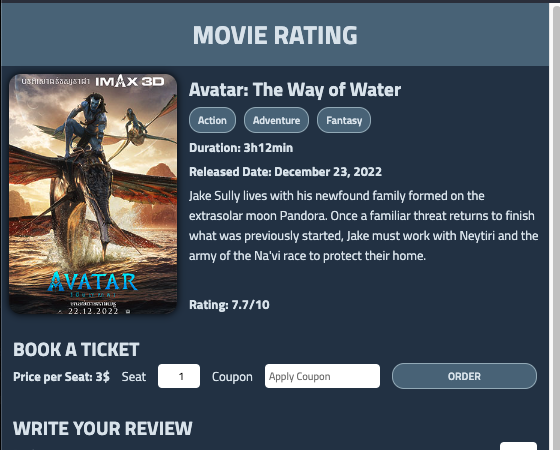 MOVIE RATING
IMAX 3D
AVATAR
22.12.2022
Avatar: The Way of Water
Action
Adventure
Fantasy
Duration: 3h12min
Released Date: December 23, 2022
Jake Sully lives with his newfound family formed on the
extrasolar moon Pandora. Once a familiar threat returns to finish
what was previously started, Jake must work with Neytiri and the
army of the Na'vi race to protect their home.
Rating: 7.7/10
BOOK A TICKET
Price per Seat: 3$ Seat 1 Coupon Apply Coupon ORDER
WRITE YOUR REVIEW